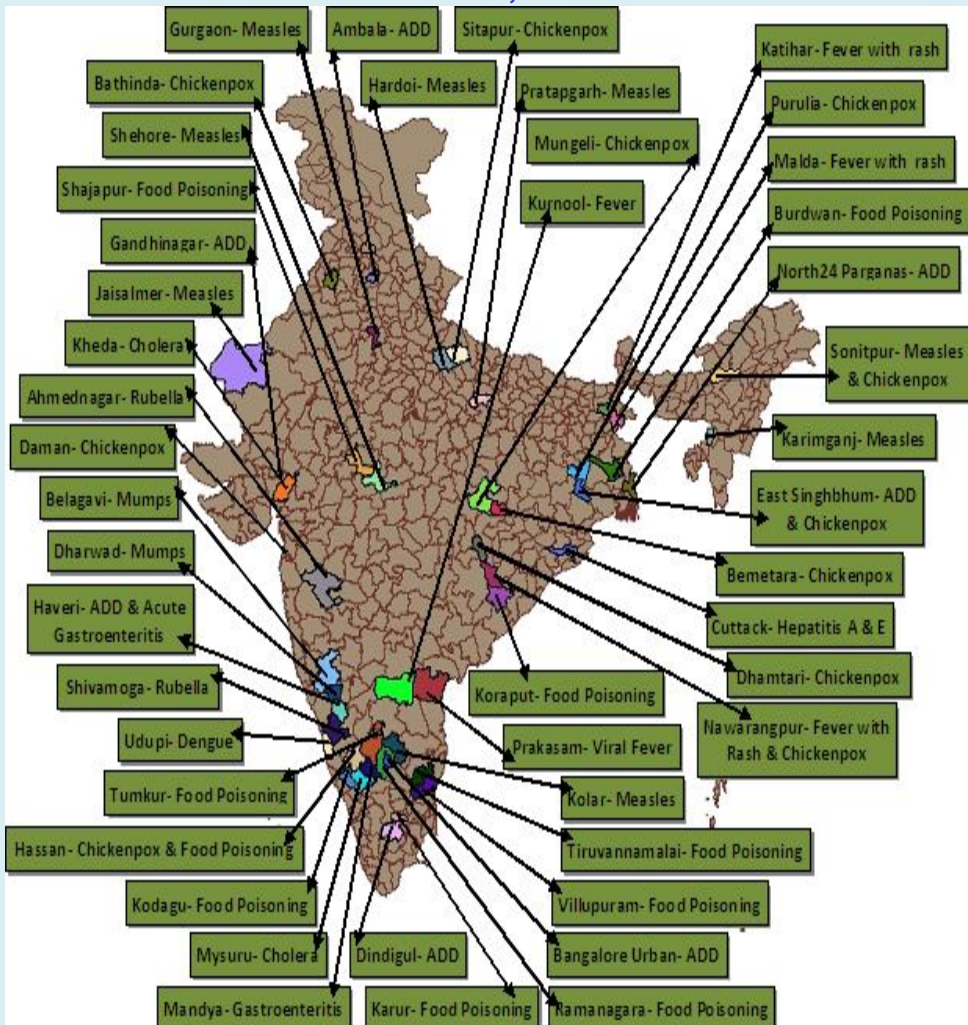 Gurgaon- Measles
Ambala- ADD
Sitapur- Chickenpox
Katihar- Fever with rash
Bathinda- Chickenpox
Hardoi- Measles
Pratapgarh- Measles
Purulia- Chickenpox
Shehore- Measles
Mungeli- Chickenpox
Malda- Fever with rash
Shajapur- Food Poisoning
Kurnool- Fever
Burdwan- Food Poisoning
Gandhinagar- ADD
North24 Parganas- ADD
Jaisalmer- Measles
Kheda- Cholera
Sonitpur- Measles
& Chickenpox
Ahmednagar- Rubella
Daman- Chickenpox
Karimganj- Measles
Belagavi- Mumps
East Singhbhum- ADD
& Chickenpox
Dharwad- Mumps
Bemetara- Chickenpox
Haveri- ADD & Acute
Gastroenteritis
Cuttack- Hepatitis A & E
Dhamtari- Chickenpox
Shivamoga- Rubella
Koraput- Food Poisoning
Nawarangpur- Fever with
Rash & Chickenpox
Udupi- Dengue
Prakasam- Viral Fever
Tumkur- Food Poisoning
Kolar- Measles
Hassan- Chickenpox & Food Poisoning
Tiruvannamalai- Food Poisoning
Kodagu- Food Poisoning
Villupuram- Food Poisoning
Mysuru- Cholera
Dindigul- ADD
Bangalore Urban- ADD
Mandya- Gastroenteritis
Karur- Food Poisoning
Ramanagara- Food Poisoning